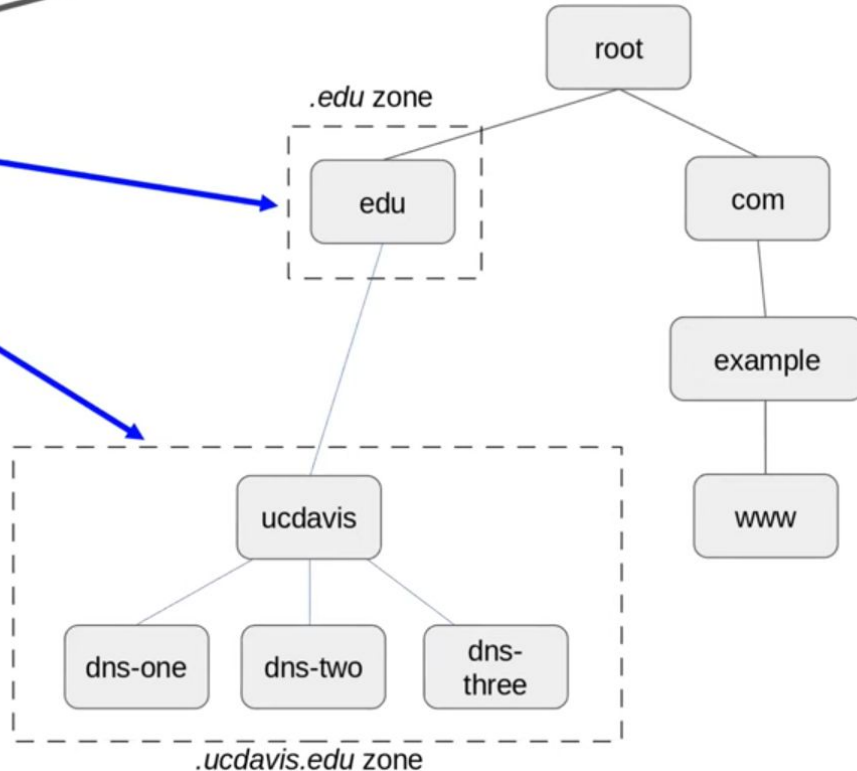 root
.edu zone
edu
com
example
ucdavis
www
dns-one
dns-two
dns-
three
.ucdavis.edu zone